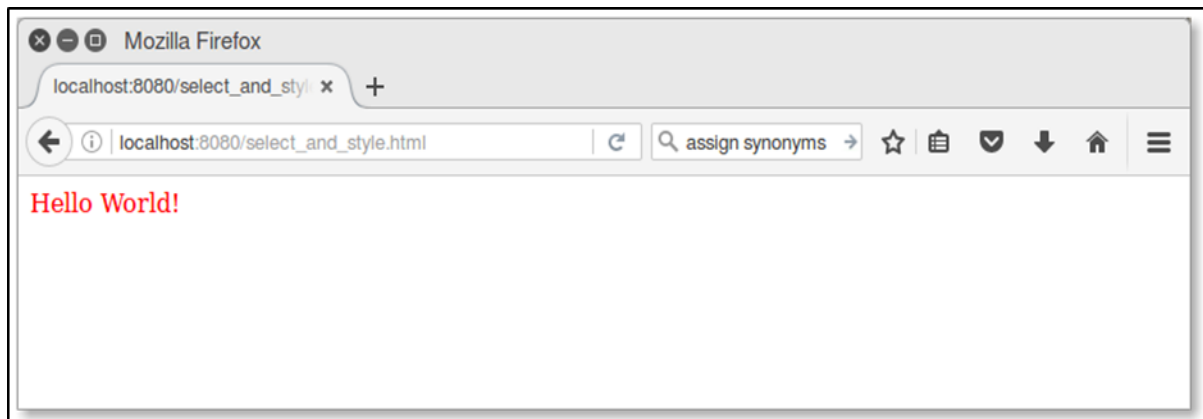 Mozilla Firefox
localhost:8080/select_and_styl
localhost:8080/select_and_style.html
assign synonyms
Hello World!